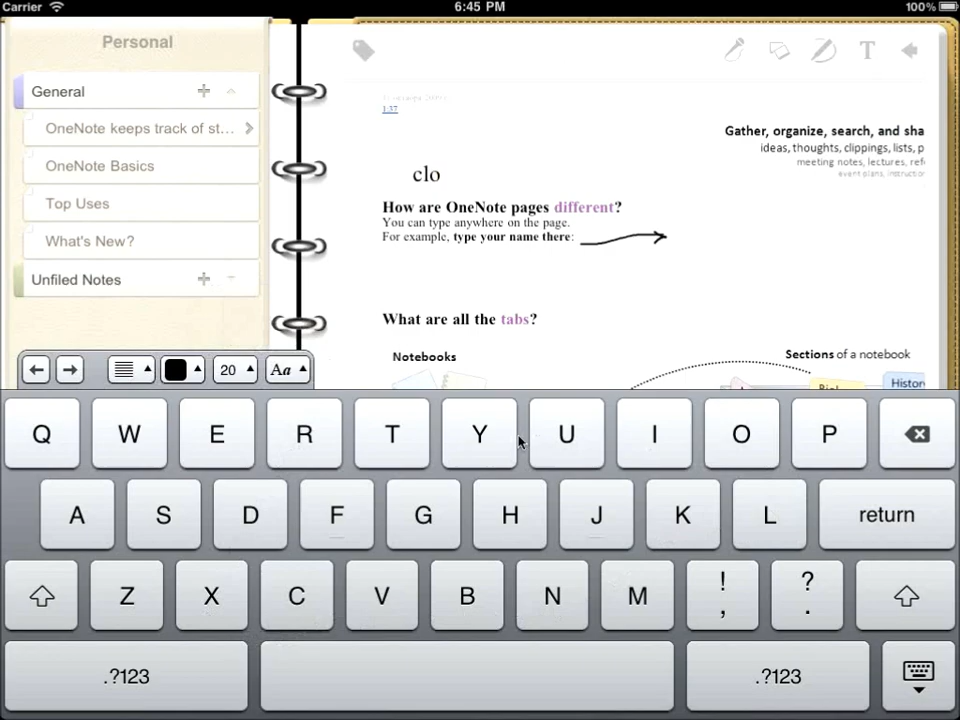 Carrier
6:45 PM
100%
Personal
General
OneNote keeps track of st...
OneNote Basics
Top Uses
What's New?
Unfiled Notes
T
1:37
Gather, organize, search, and sha
ideas, thoughts, clippings, lists, p
meeting notes, lectures, ref
event plans, instruction
clo
How are OneNote pages different?
You can type anywhere on the page.
For example, type your name there:
What are all the tabs?
Notebooks
Sections of a notebook
Histor
20
Aa
Q W E R T Y U I O P
A S D F G H J K L return
Z X C V B N M ! , ? .
.?123
.?123